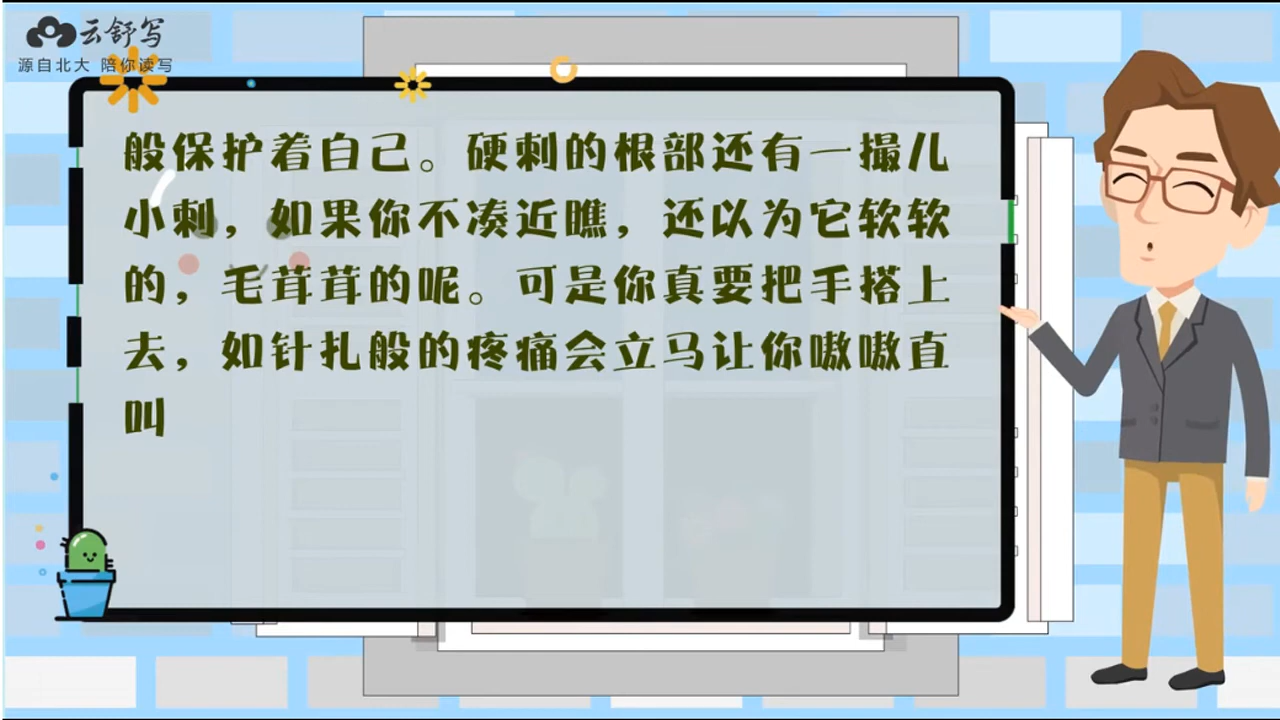 云舒写
源自北大 陪你读写
般保护着自己。硬刺的根部还有一撮儿
小刺，如果你不凑近瞧，还以为它软软
的，毛茸茸的呢。可是你真要把手搭上
去，如针扎般的疼痛会立马让你嗷嗷直
叫